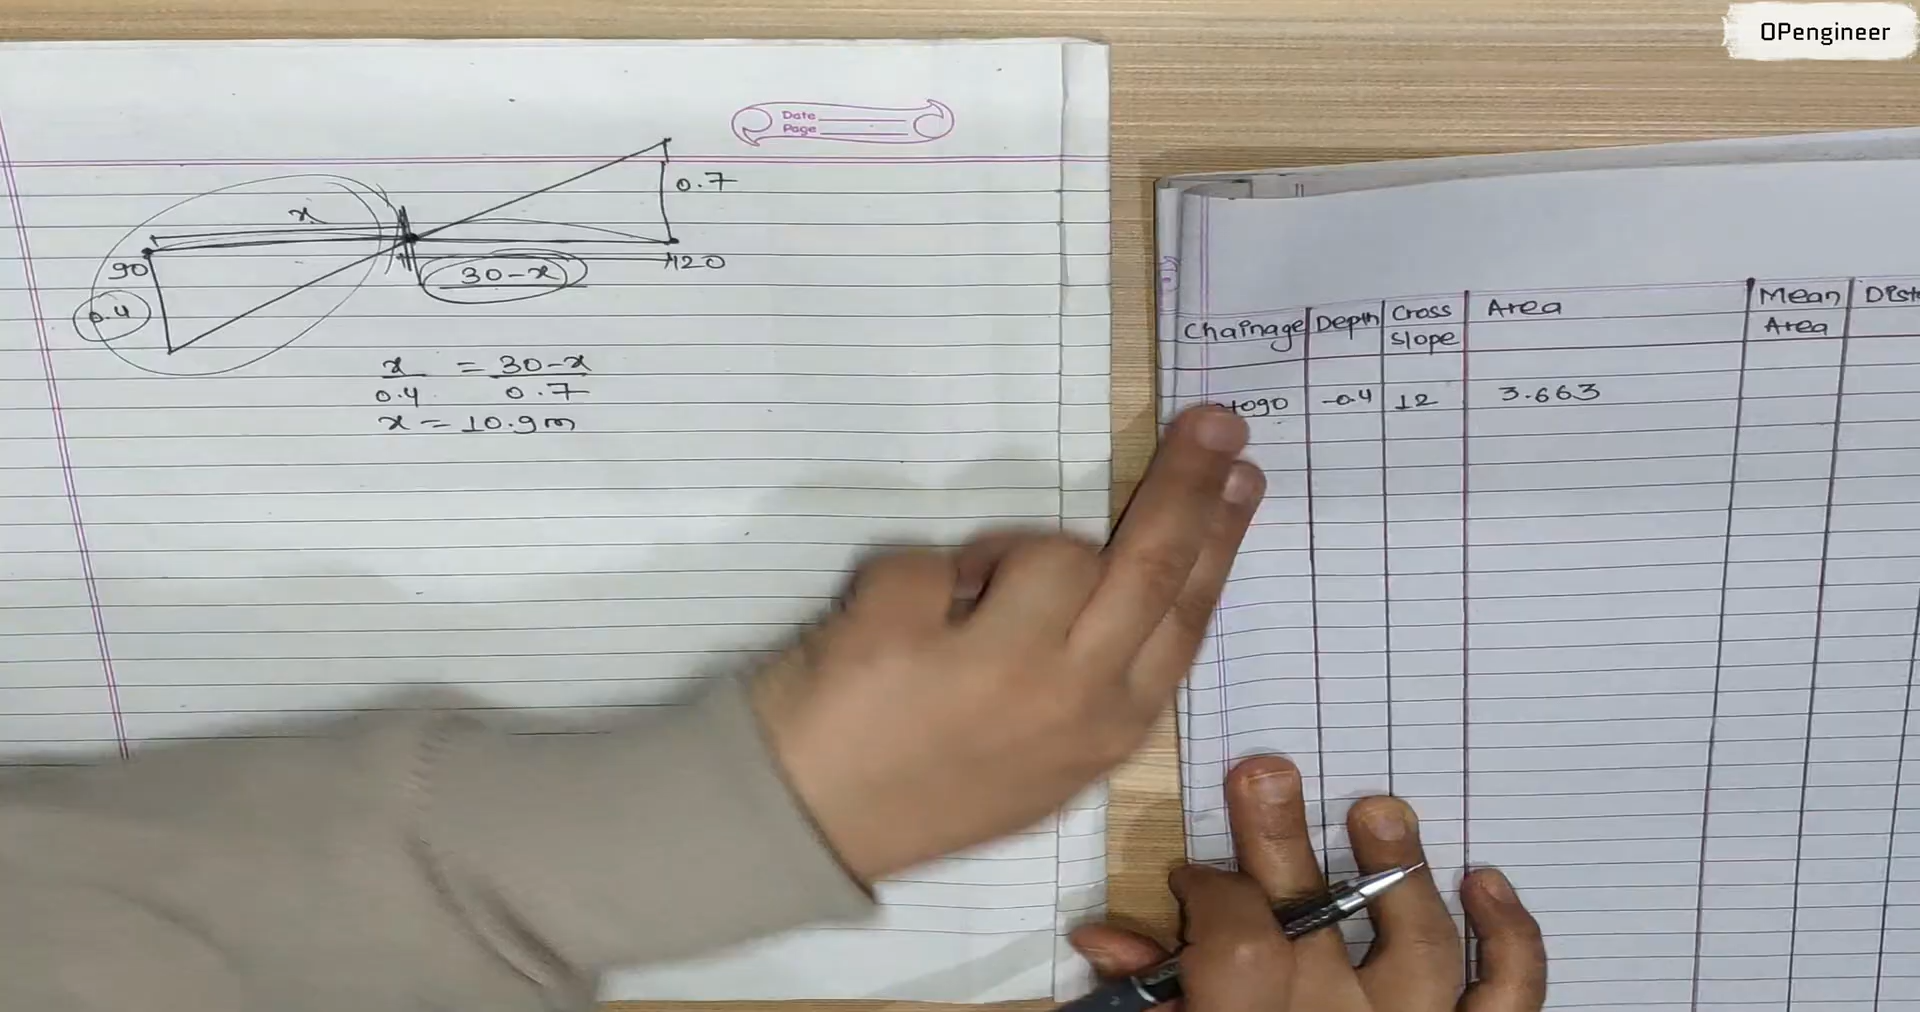 OPengineer
Date
Page
0.7
x
90
120
30-x
0.4
x = 30-x
0.4 0.7
x = 10.9m
Chainage Depth Cross slope Area Mean Area
-0.4 12 3.663